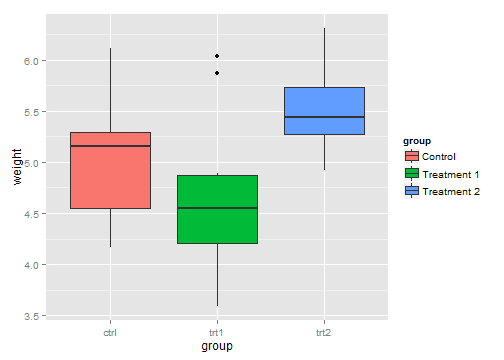 weight
6.0
5.5
5.0
4.5
4.0
3.5
ctrl
trt1
trt2
group
group
Control
Treatment 1
Treatment 2